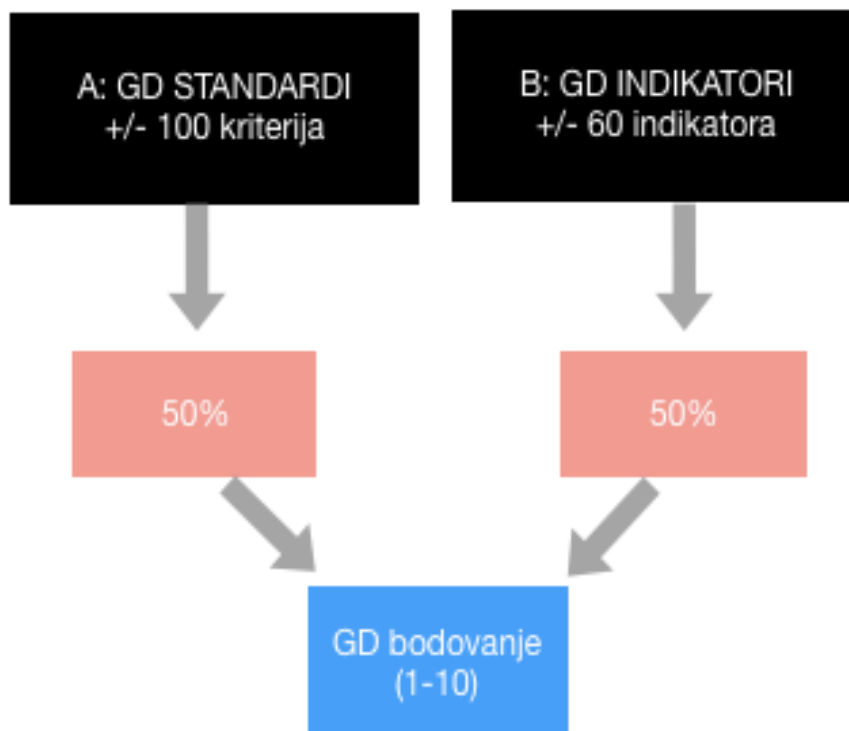 A: GD STANDARDI
+/- 100 kriterija
B: GD INDIKATORI
+/- 60 indikatora
50%
50%
GD bodovanje
(1-10)